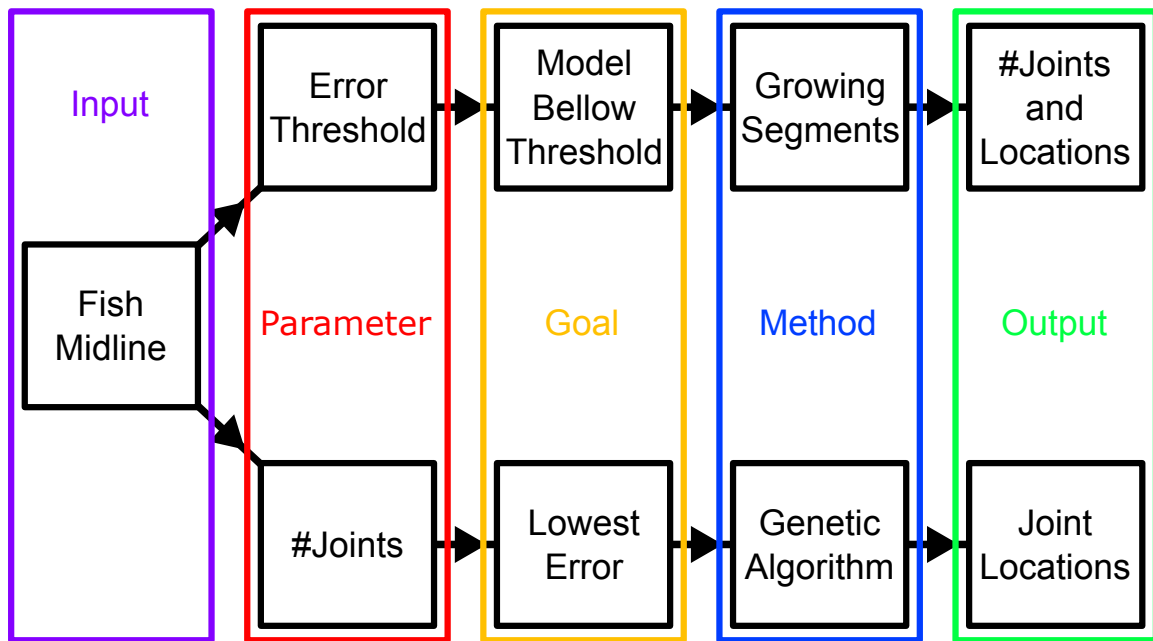 Input
Fish
Midline
Error
Threshold
Parameter
#Joints
Model
Bellow
Threshold
Goal
Lowest
Error
Growing
Segments
Method
Genetic
Algorithm
#Joints
and
Locations
Output
Joint
Locations